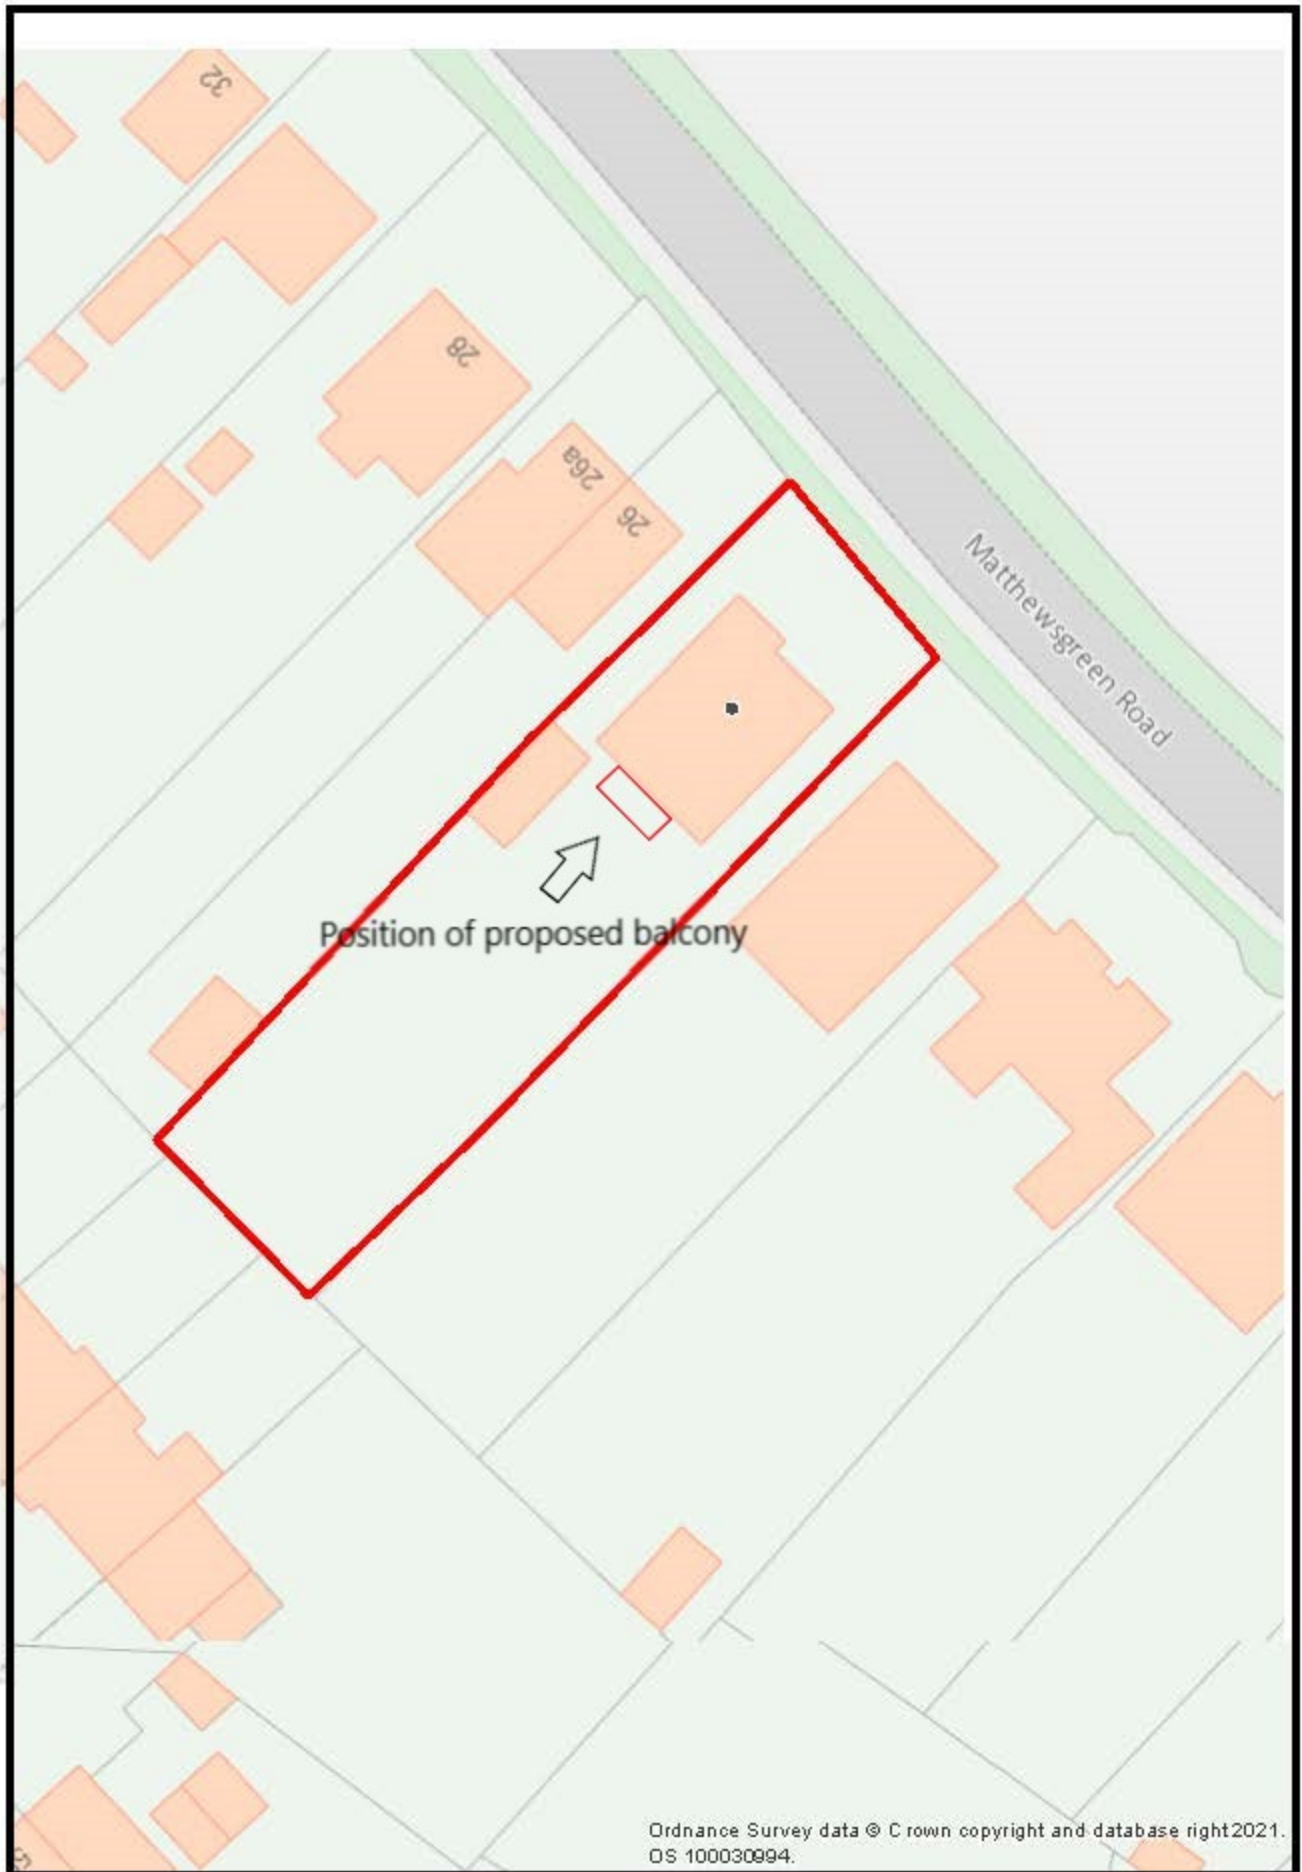 32
28
26a
26
Matthewsgreen Road
Position of proposed balcony
Ordnance Survey data © Crown copyright and database right 2021.
OS 100030994.